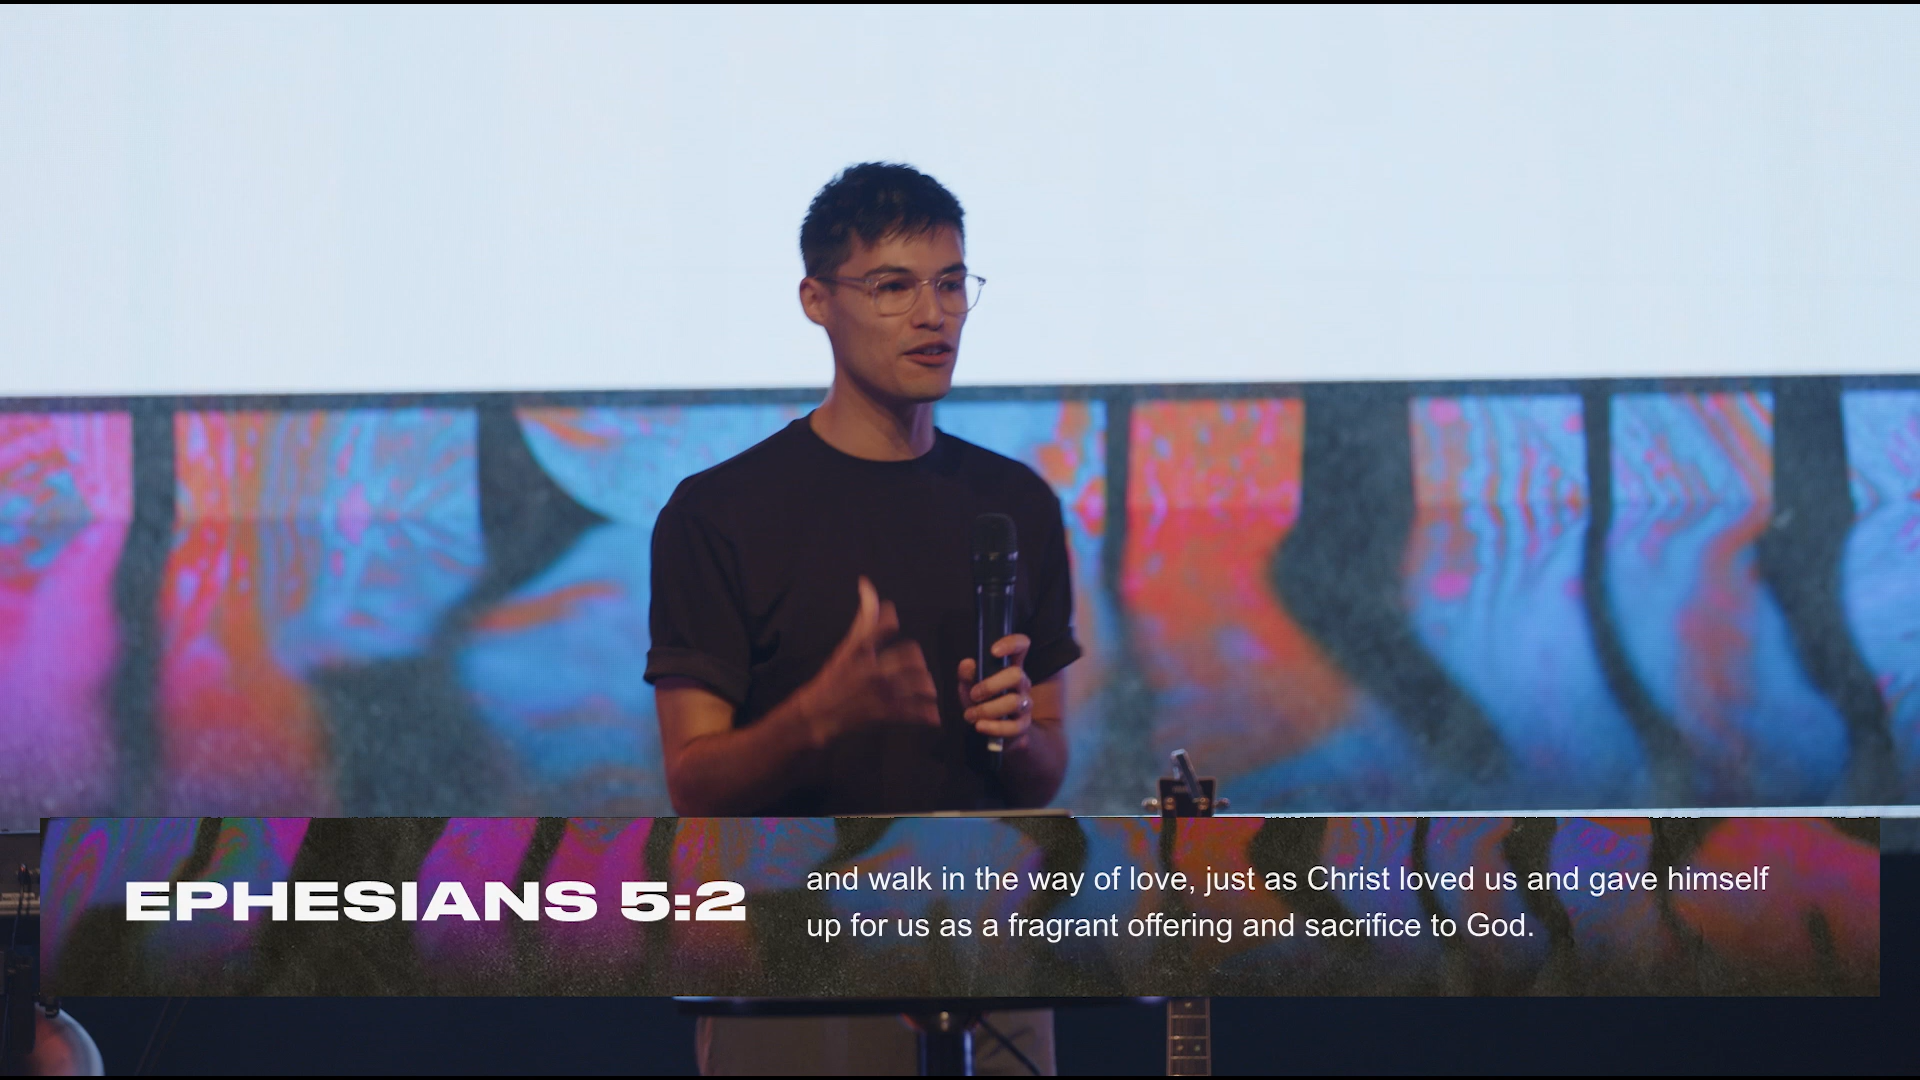 EPHESIANS 5:2
and walk in the way of love, just as Christ loved us and gave himself
up for us as a fragrant offering and sacrifice to God.